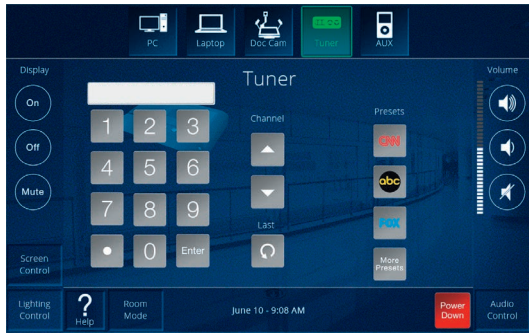 PC
Laptop
Doc Cam
Tuner
AUX
Display
Tuner
Volume
On
Off
Mute
1 2 3
4 5 6
7 8 9
• 0 Enter
Channel
Last
Presets
CNN
abc
FOX
More
Presets
Screen
Control
Lighting
Control
?
Help
Room
Mode
June 10 - 9:08 AM
Power
Down
Audio
Control